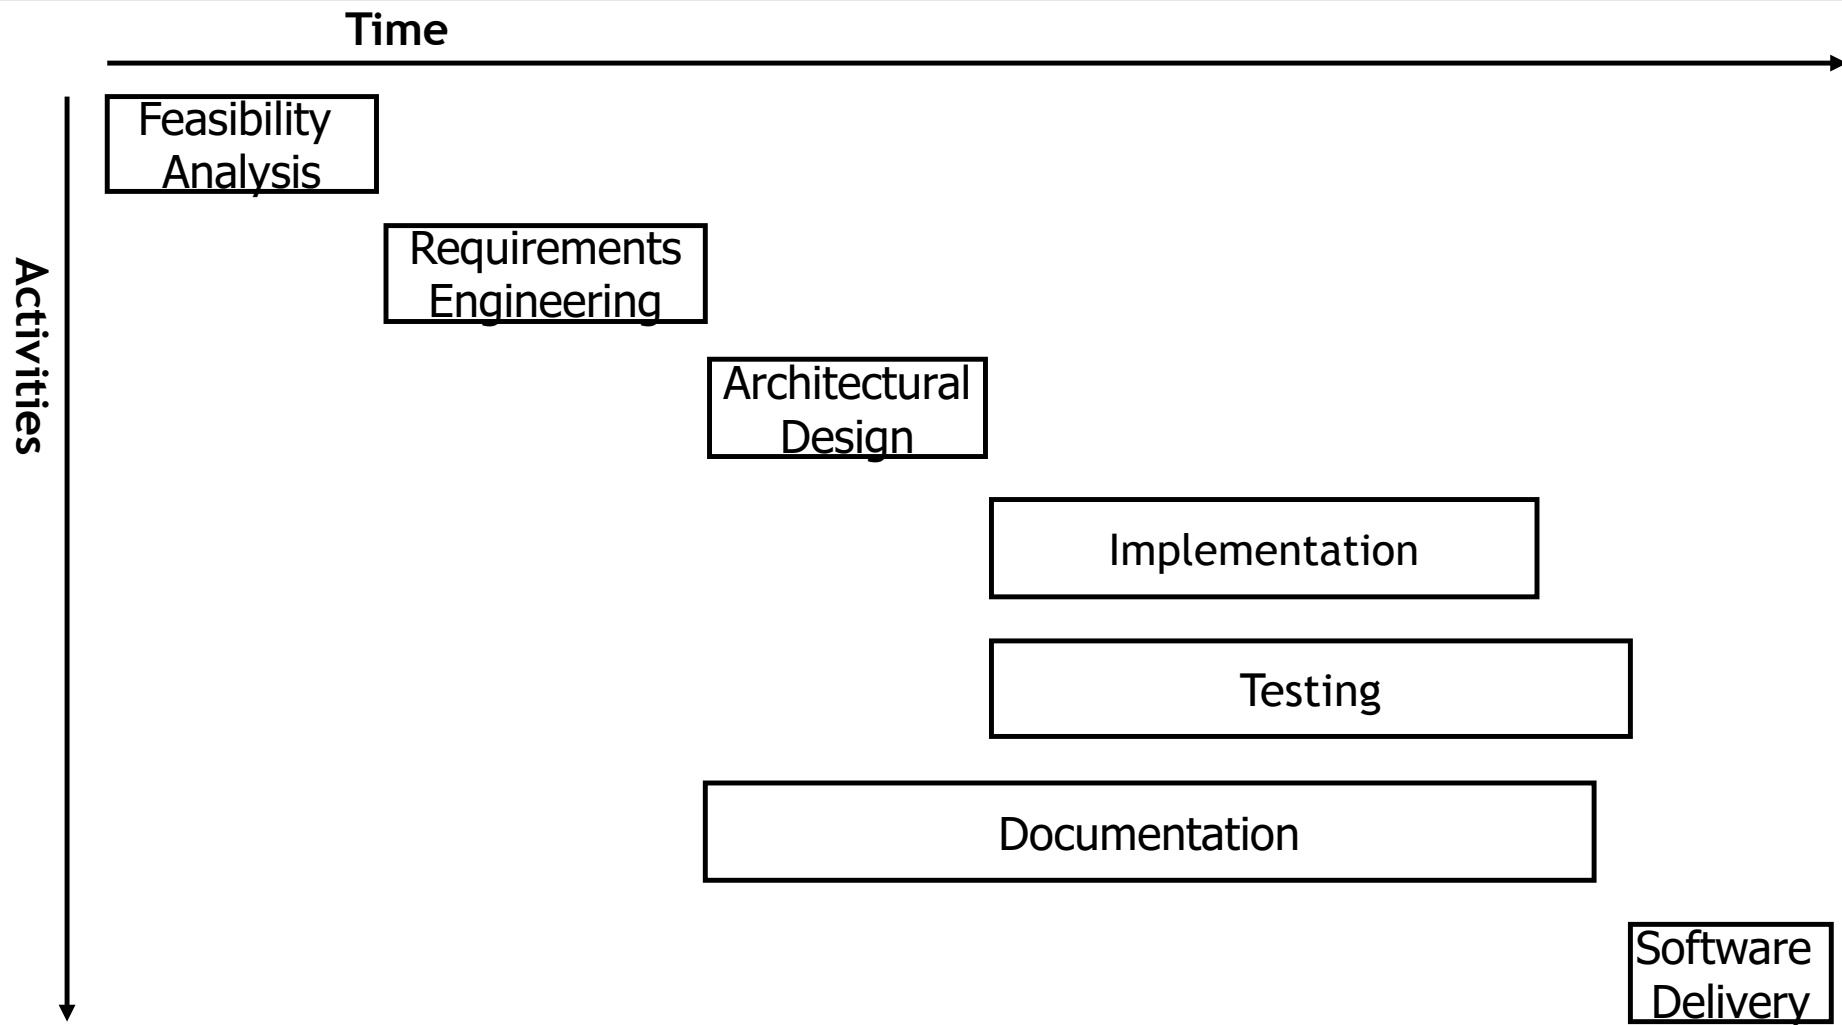 Time
Activities
Feasibility
Analysis
Requirements
Engineering
Architectural
Design
Implementation
Testing
Documentation
Software
Delivery